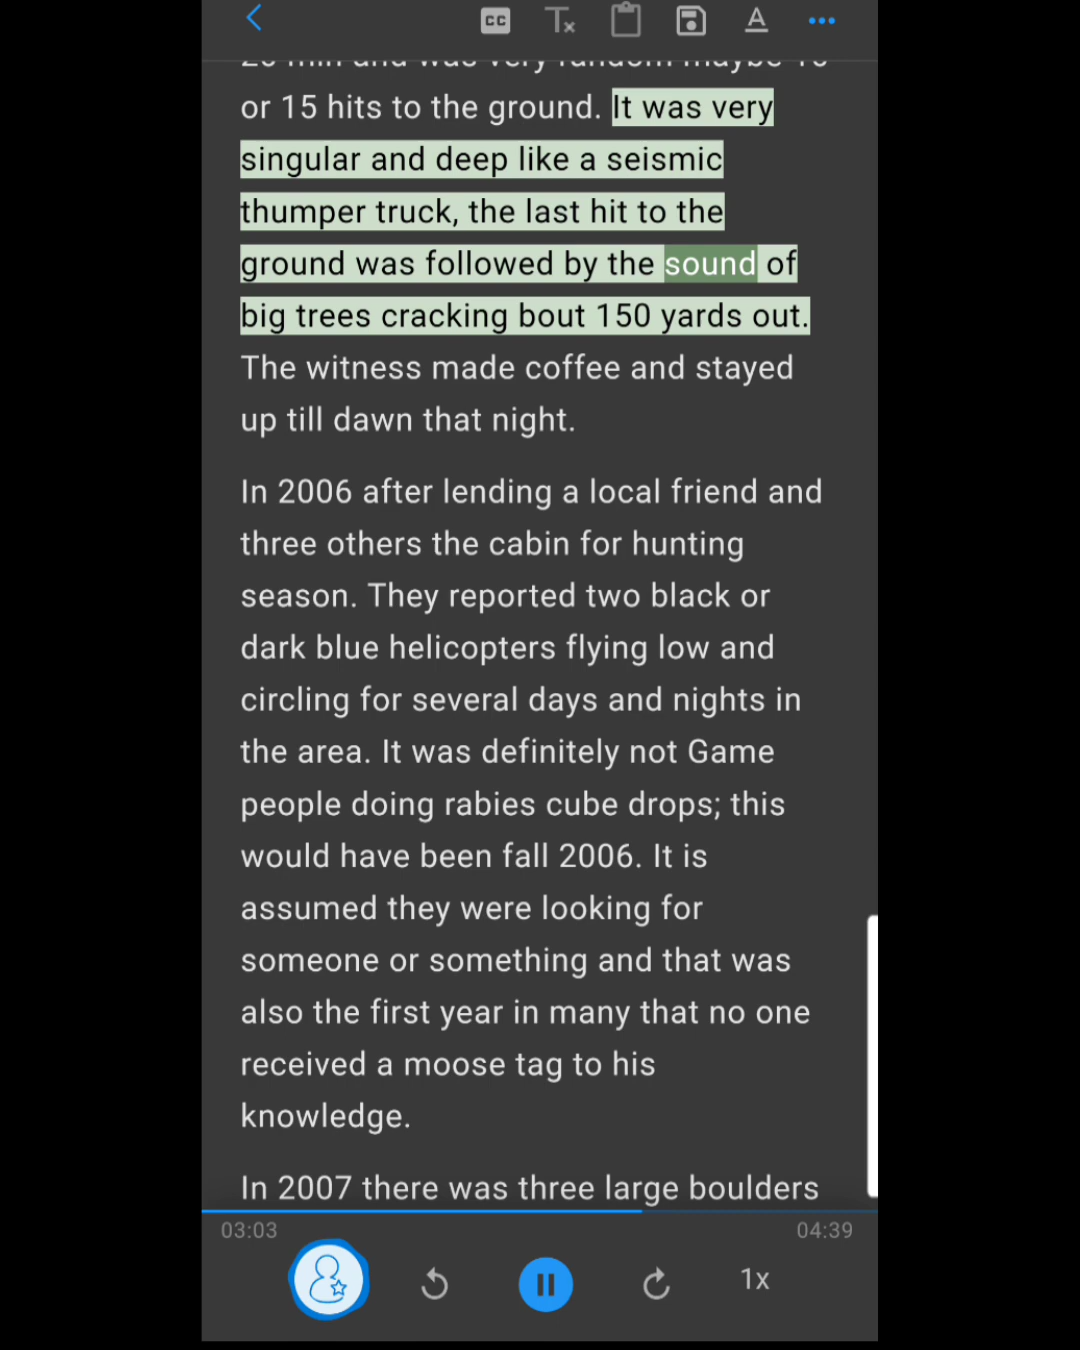 CC
or 15 hits to the ground. It was very
singular and deep like a seismic
thumper truck, the last hit to the
ground was followed by the sound of
big trees cracking bout 150 yards out.
The witness made coffee and stayed
up till dawn that night.
In 2006 after lending a local friend and
three others the cabin for hunting
season. They reported two black or
dark blue helicopters flying low and
circling for several days and nights in
the area. It was definitely not Game
people doing rabies cube drops; this
would have been fall 2006. It is
assumed they were looking for
someone or something and that was
also the first year in many that no one
received a moose tag to his
knowledge.
In 2007 there was three large boulders
03:03 04:39
1x